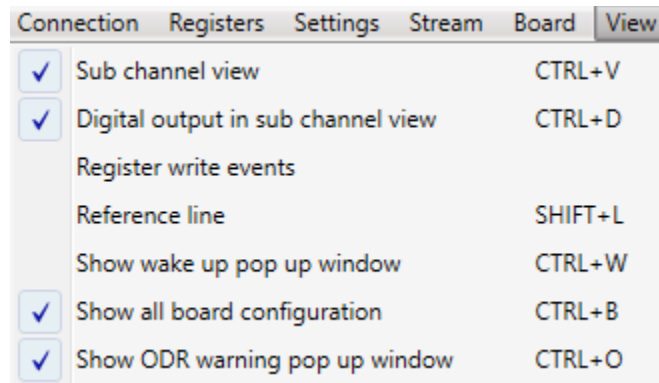 Connection Registers Settings Stream Board View
Sub channel view CTRL+V
Digital output in sub channel view CTRL+D
Register write events
Reference line SHIFT+L
Show wake up pop up window CTRL+W
Show all board configuration CTRL+B
Show ODR warning pop up window CTRL+O